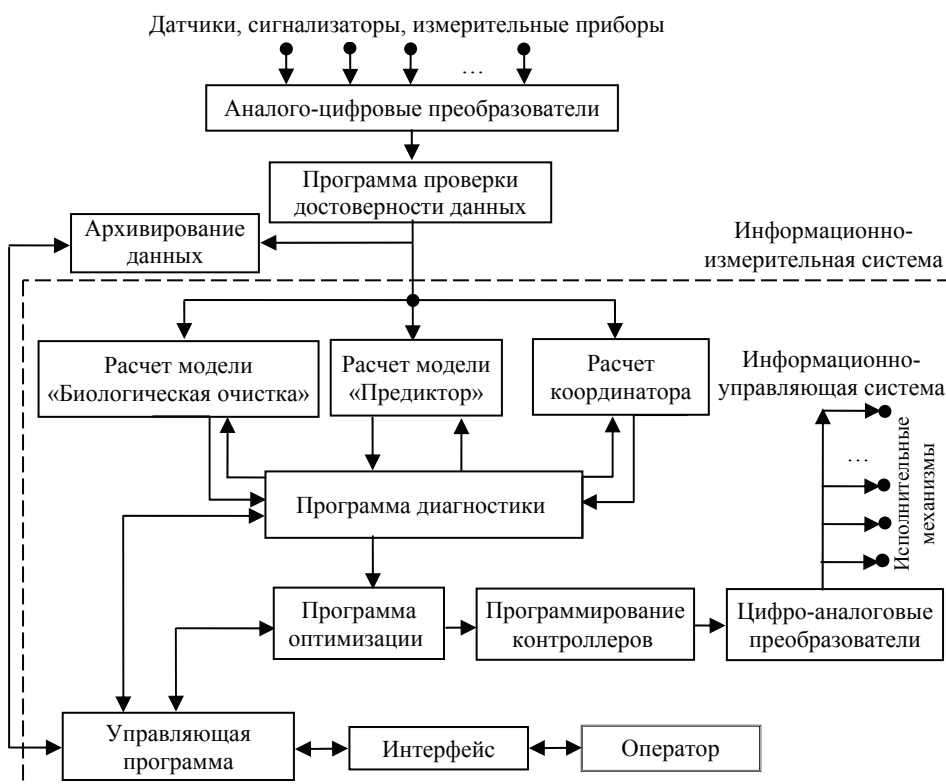 Датчики, сигнализаторы, измерительные приборы
…
Аналого-цифровые преобразователи
Программа проверки
достоверности данных
Архивирование
данных
Информационно-
измерительная система
Расчет модели
«Биологическая очистка»
Расчет модели
«Предиктор»
Расчет
координатора
Информационно-
управляющая система
…
Исполнительные
механизмы
Программа диагностики
Программа
оптимизации
Программирование
контроллеров
Цифро-аналоговые
преобразователи
Управляющая
программа
Интерфейс
Оператор